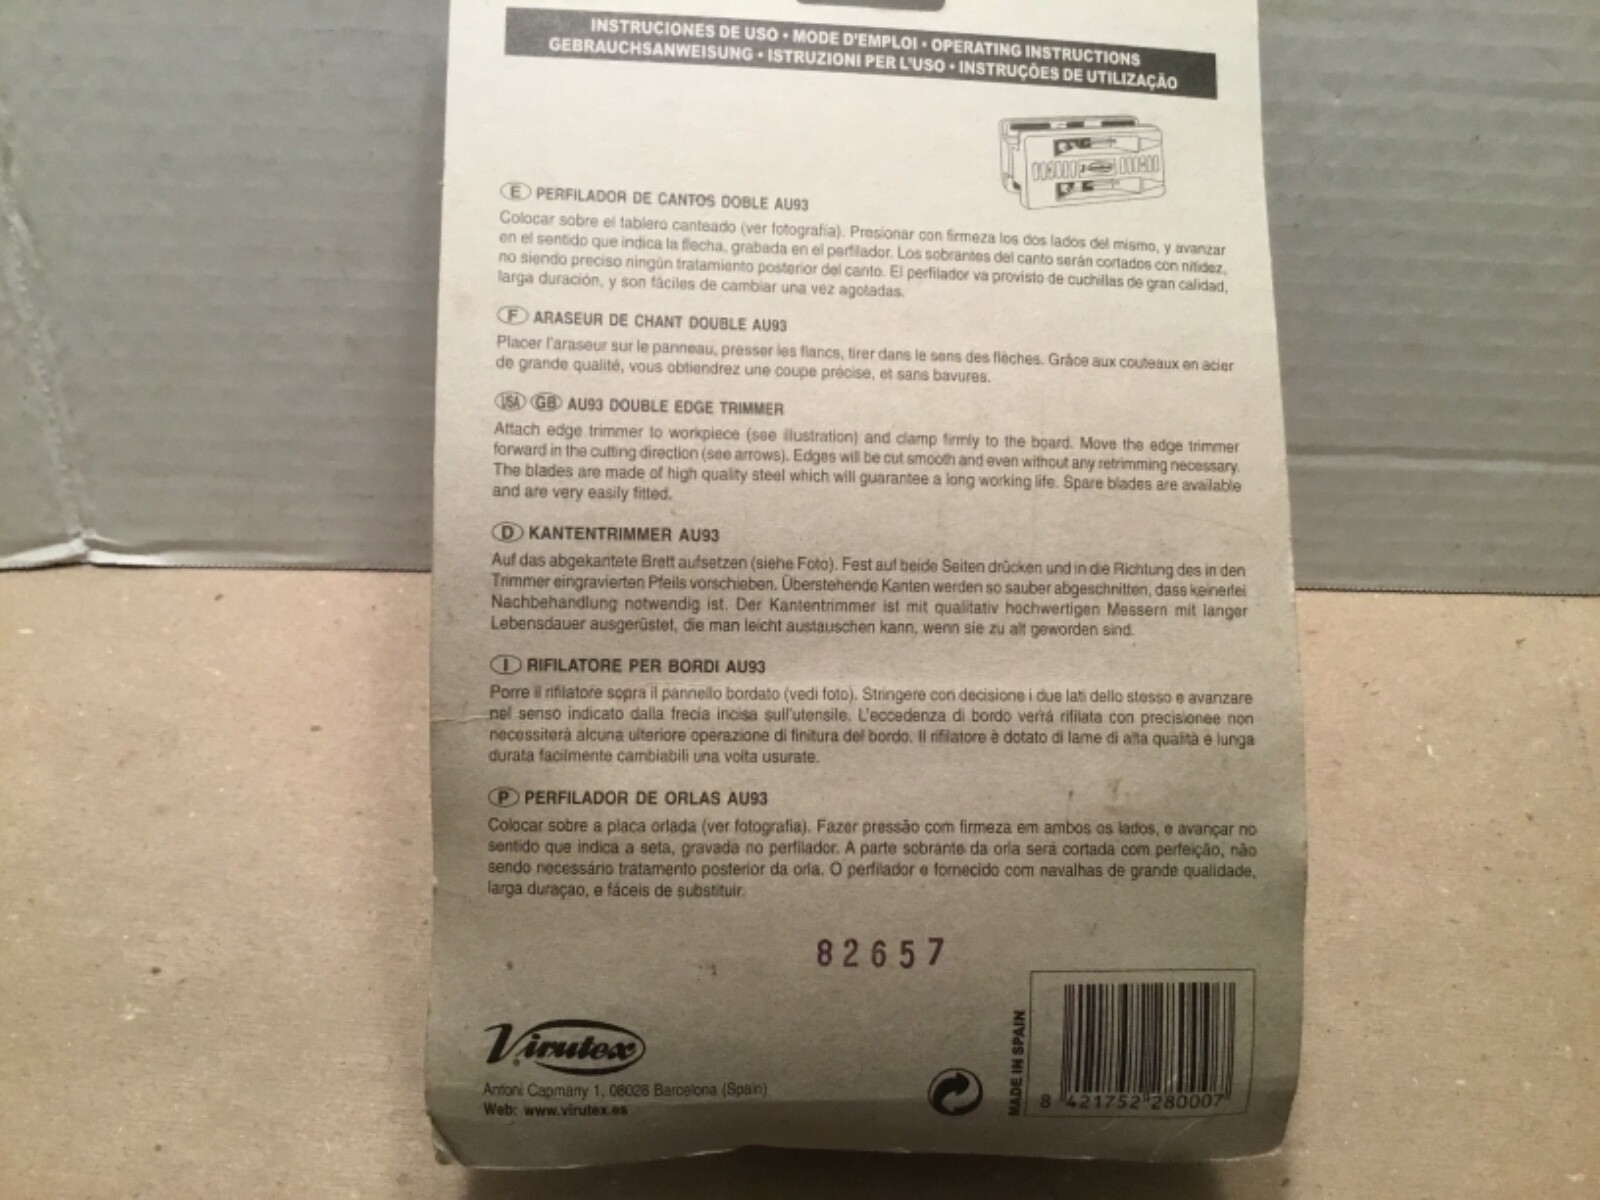 INSTRUCIONES DE USO • MODE D'EMPLOI • OPERATING INSTRUCTIONS
GEBRAUCHSANWEISUNG • ISTRUZIONI PER L'USO • INSTRUÇÕES DE UTILIZAÇÃO
E PERFILADOR DE CANTOS DOBLE AU93
Colocar sobre el tablero canteado (ver fotografía). Presionar con firmeza los dos lados del mismo, y avanzar
en el sentido que indica la flecha, grabada en el perfilador. Los sobrantes del canto serán cortados con nitidez,
no siendo preciso ningún tratamiento posterior del canto. El perfilador va provisto de cuchillas de gran calidad,
larga duración, y son fáciles de cambiar una vez agotadas.
F ARASEUR DE CHANT DOUBLE AU93
Placer l'araseur sur le panneau, presser les flancs, tirer dans le sens des flèches. Grâce aux couteaux en acier
de grande qualité, vous obtiendrez une coupe précise, et sans bavures.
USA GB AU93 DOUBLE EDGE TRIMMER
Attach edge trimmer to workpiece (see illustration) and clamp firmly to the board. Move the edge trimmer
forward in the cutting direction (see arrows). Edges will be cut smooth and even without any retrimming necessary.
The blades are made of high quality steel which will guarantee a long working life. Spare blades are available
and are very easily fitted.
D KANTENTRIMMER AU93
Auf das abgekantete Brett aufsetzen (siehe Foto). Fest auf beide Seiten drücken und in die Richtung des in den
Trimmer eingravierten Pfeils vorschieben. Überstehende Kanten werden so sauber abgeschnitten, dass keinerlei
Nachbehandlung notwendig ist. Der Kantentrimmer ist mit qualitativ hochwertigen Messern mit langer
Lebensdauer ausgerüstet, die man leicht austauschen kann, wenn sie zu alt geworden sind.
I RIFILATORE PER BORDI AU93
Porre il rifilatore sopra il pannello bordato (vedi foto). Stringere con decisione i due lati dello stesso e avanzare
nel senso indicato dalla frecia incisa sull'utensile. L'eccedenza di bordo verrá rifilata con precisionee non
necessiterà alcuna ulteriore operazione di finitura del bordo. Il rifilatore è dotato di lame di alta qualità e lunga
durata facilmente cambiabili una volta usurate.
P PERFILADOR DE ORLAS AU93
Colocar sobre a placa orlada (ver fotografia). Fazer pressão com firmeza em ambos os lados, e avançar no
sentido que indica a seta, gravada no perfilador. A parte sobrante da orla será cortada com perfeição, não
sendo necessário tratamento posterior da orla. O perfilador e fornecido com navalhas de grande qualidade,
larga duraçao, e fáceis de substituir.
82657
Virutex
Antoni Capmany 1, 08028 Barcelona (Spain)
Web: www.virutex.es
MADE IN SPAIN
8 421752 280007